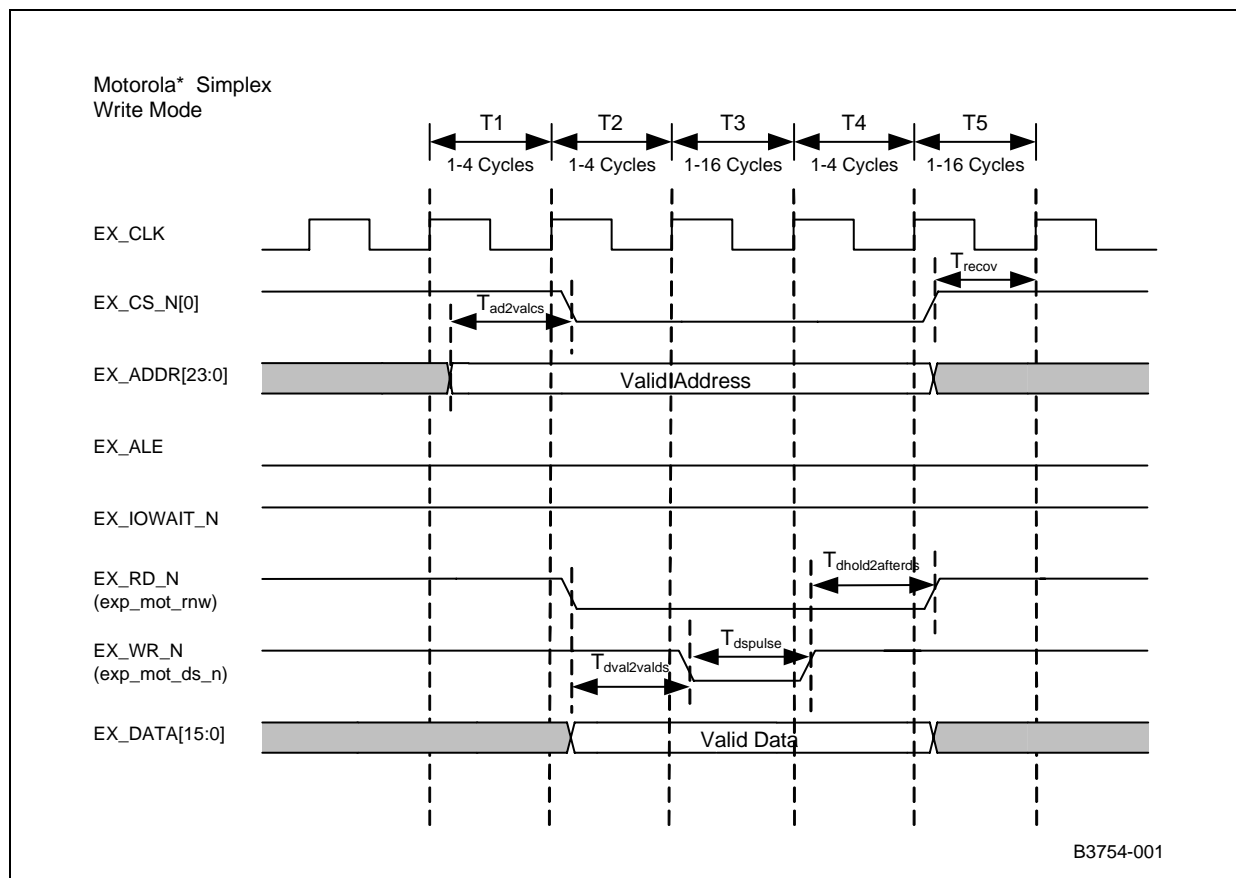 Motorola* Simplex
Write Mode
T1 T2 T3 T4 T5
1-4 Cycles 1-4 Cycles 1-16 Cycles 1-4 Cycles 1-16 Cycles
EX_CLK
Trecov
EX_CS_N[0]
Tad2valcs
EX_ADDR[23:0]
Valid Address
EX_ALE
EX_IOWAIT_N
Tdhold2afterds
EX_RD_N
(exp_mot_rnw)
Tdspulse
EX_WR_N
Tdval2valds
(exp_mot_ds_n)
EX_DATA[15:0]
Valid Data
B3754-001